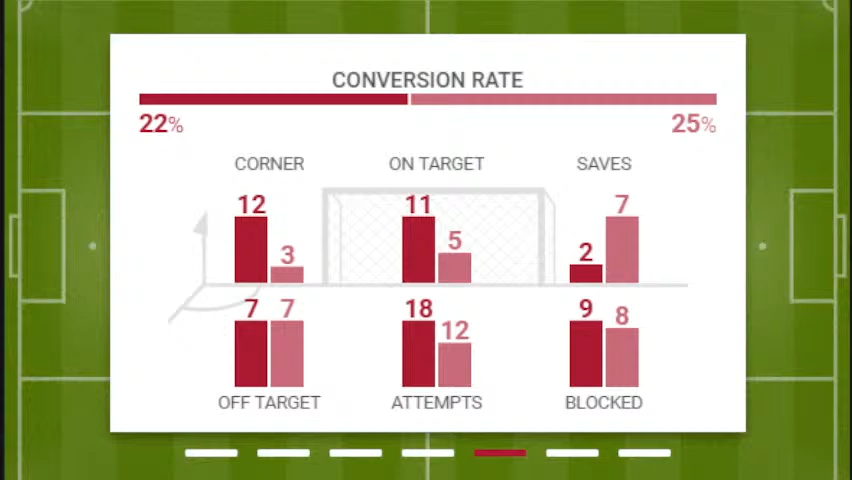 CONVERSION RATE
22% 25%
CORNER ON TARGET SAVES
12 3 11 5 2 7
7 7 18 12 9 8
OFF TARGET ATTEMPTS BLOCKED